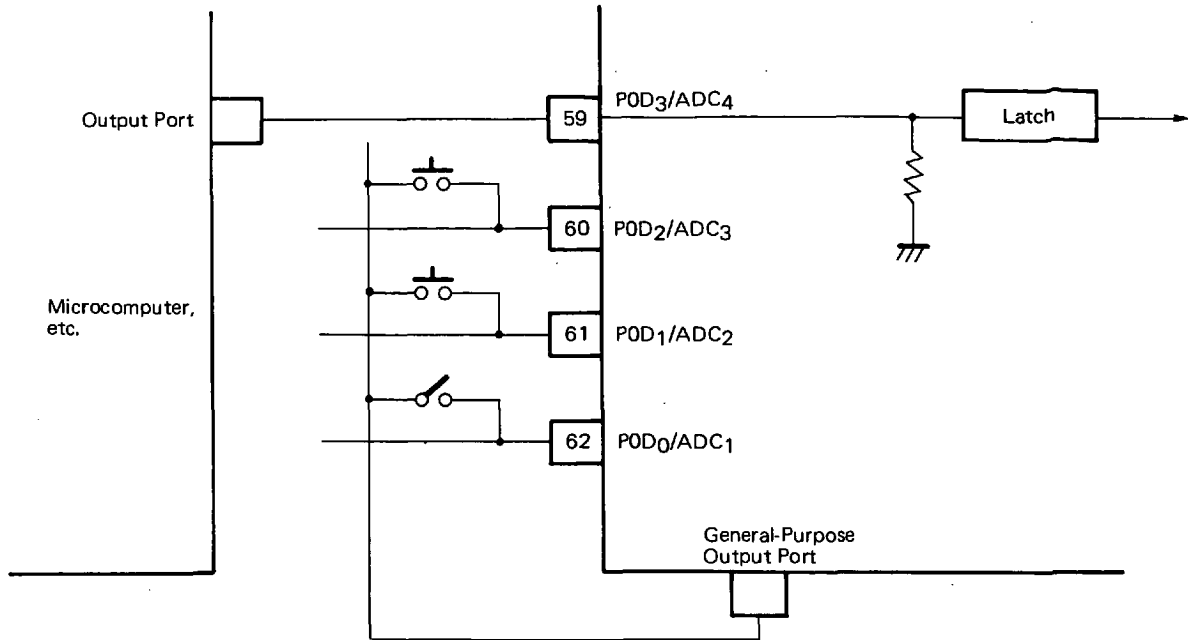 Output Port
59
P0D3/ADC4
Latch
60
P0D2/ADC3
Microcomputer,
etc.
61
P0D1/ADC2
62
P0D0/ADC1
General-Purpose
Output Port